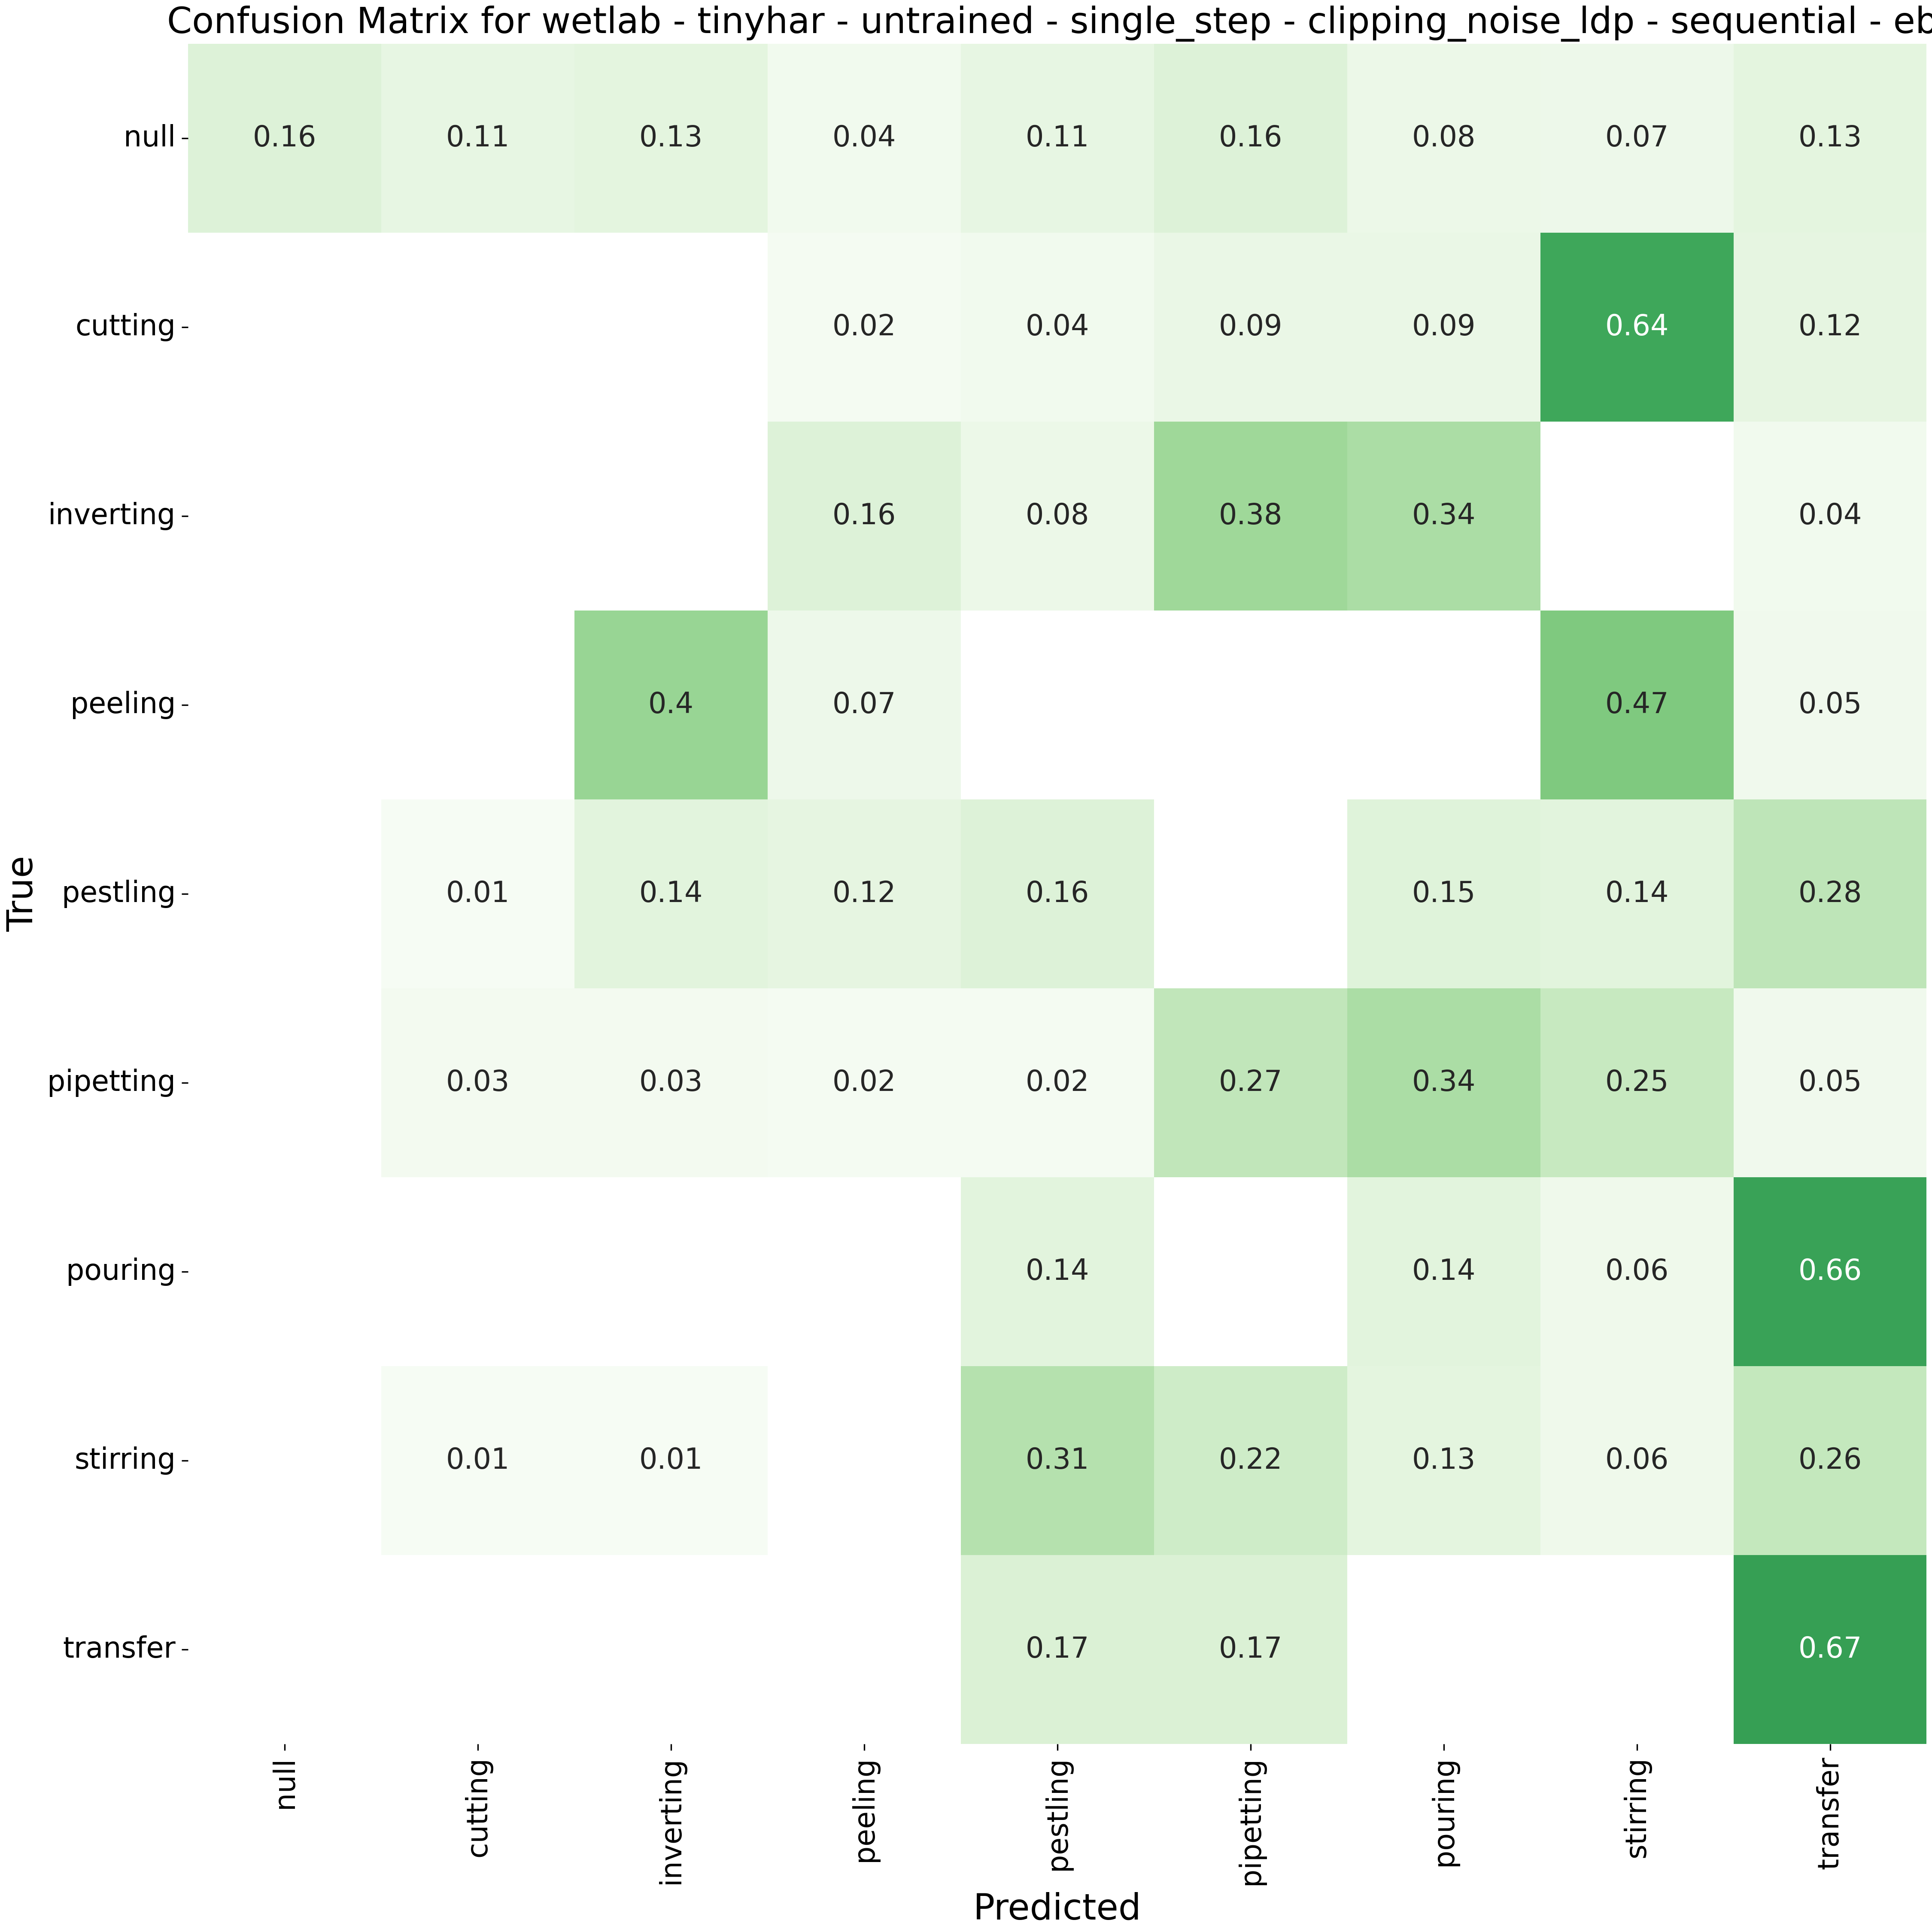 Confusion Matrix for wetlab - tinyhar - untrained - single_step - clipping_noise_ldp - sequential - eb
null 0.16 0.11 0.13 0.04 0.11 0.16 0.08 0.07 0.13
cutting 0.02 0.04 0.09 0.09 0.64 0.12
inverting 0.16 0.08 0.38 0.34 0.04
peeling 0.4 0.07 0.47 0.05
pestling 0.01 0.14 0.12 0.16 0.15 0.14 0.28
pipetting 0.03 0.03 0.02 0.02 0.27 0.34 0.25 0.05
pouring 0.14 0.14 0.06 0.66
stirring 0.01 0.01 0.31 0.22 0.13 0.06 0.26
transfer 0.17 0.17 0.67
True
null cutting inverting peeling pestling pipetting pouring stirring transfer
Predicted